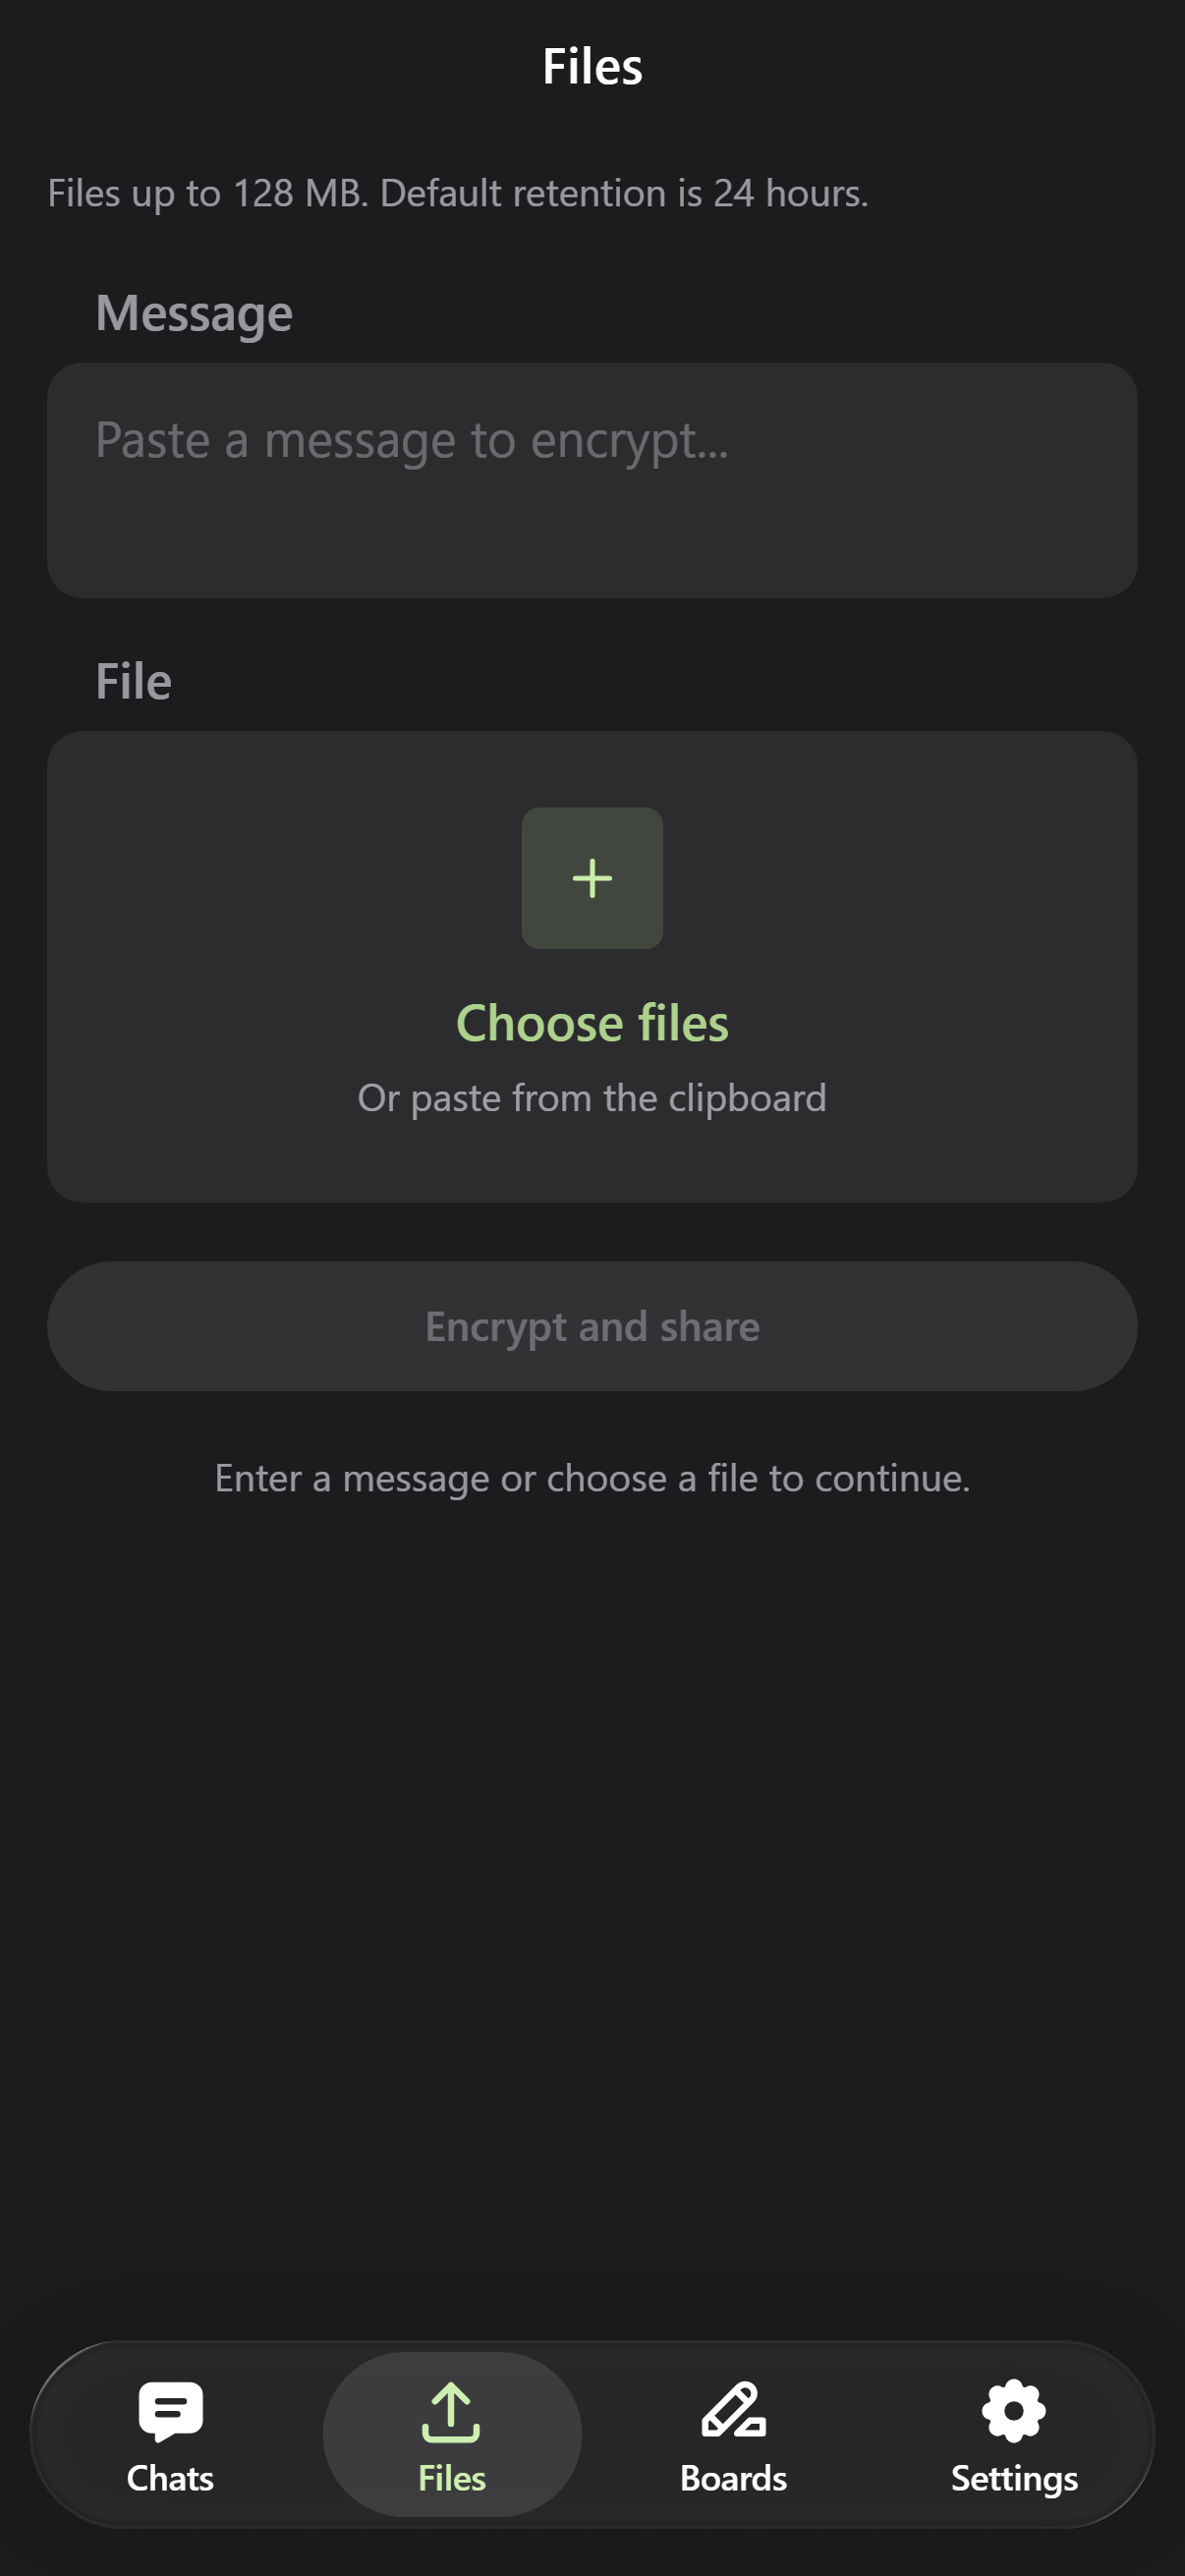 Files
Files up to 128 MB. Default retention is 24 hours.
Message
Paste a message to encrypt...
File
Choose files
Or paste from the clipboard
Encrypt and share
Enter a message or choose a file to continue.
Chats
Files
Boards
Settings